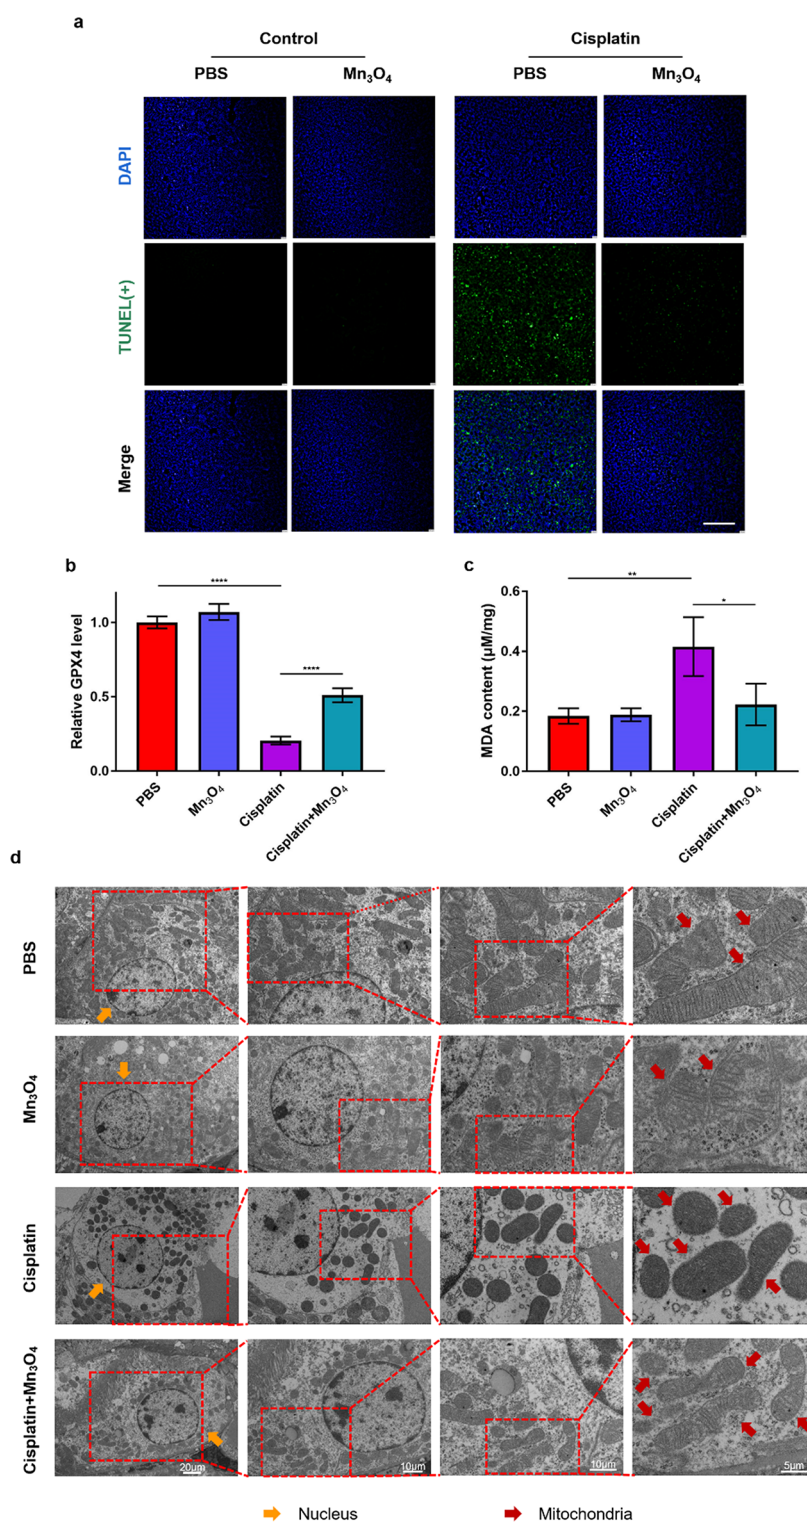 a
Control
Cisplatin
PBS
Mn₃O₄
PBS
Mn₃O₄
DAPI
TUNEL(+)
Merge
b
Relative GPX4 level
1.0
0.5
0.0
****
****
PBS
Mn₃O₄
Cisplatin
Cisplatin+Mn₃O₄
c
MDA content (μM/mg)
0.6
0.4
0.2
0.0
**
*
PBS
Mn₃O₄
Cisplatin
Cisplatin+Mn₃O₄
d
PBS
Mn₃O₄
Cisplatin
Cisplatin+Mn₃O₄
20μm
10μm
10μm
5μm
Nucleus
Mitochondria